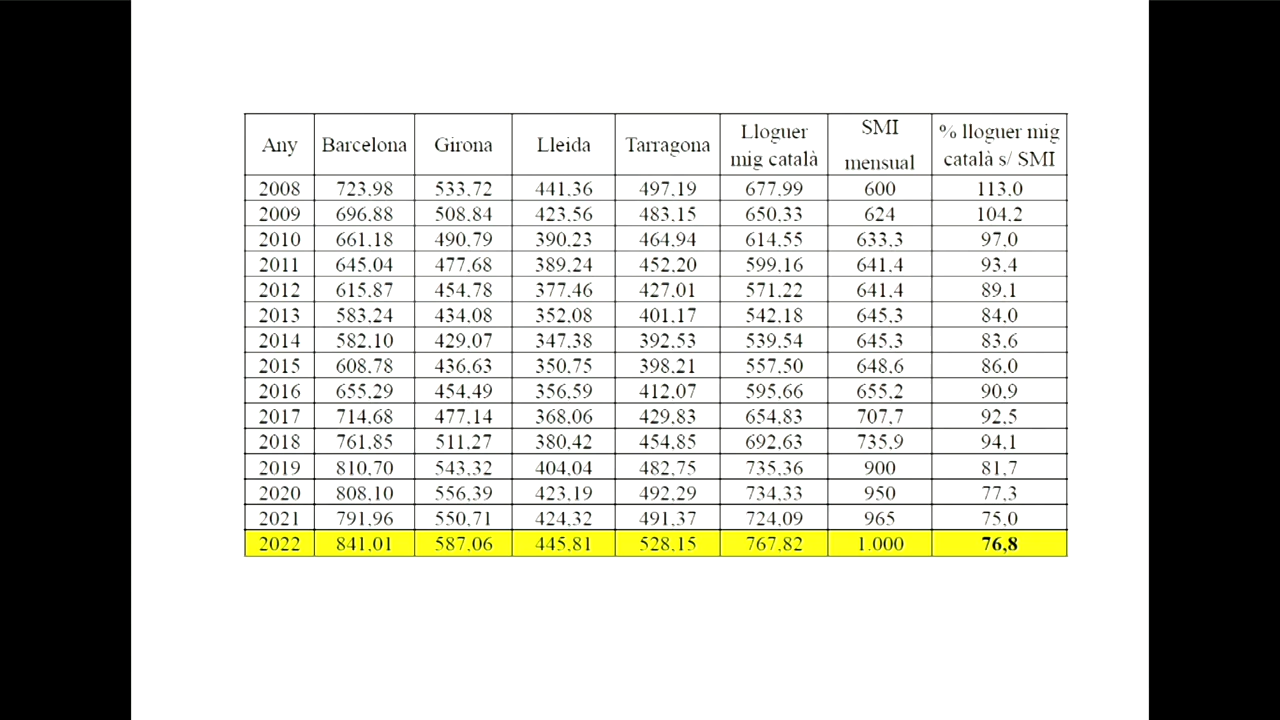 Any Barcelona Girona Lleida Tarragona Lloguer mig català SMI mensual % lloguer mig català s/ SMI
2008 723,98 533,72 441,36 497,19 677,99 600 113,0
2009 696,88 508,84 423,56 483,15 650,33 624 104,2
2010 661,18 490,79 390,23 464,94 614,55 633,3 97,0
2011 645,04 477,68 389,24 452,20 599,16 641,4 93,4
2012 615,87 454,78 377,46 427,01 571,22 641,4 89,1
2013 583,24 434,08 352,08 401,17 542,18 645,3 84,0
2014 582,10 429,07 347,38 392,53 539,54 645,3 83,6
2015 608,78 436,63 350,75 398,21 557,50 648,6 86,0
2016 655,29 454,49 356,59 412,07 595,66 655,2 90,9
2017 714,68 477,14 368,06 429,83 654,83 707,7 92,5
2018 761,85 511,27 380,42 454,85 692,63 735,9 94,1
2019 810,70 543,32 404,04 482,75 735,36 900 81,7
2020 808,10 556,39 423,19 492,29 734,33 950 77,3
2021 791,96 550,71 424,32 491,37 724,09 965 75,0
2022 841,01 587,06 445,81 528,15 767,82 1.000 76,8